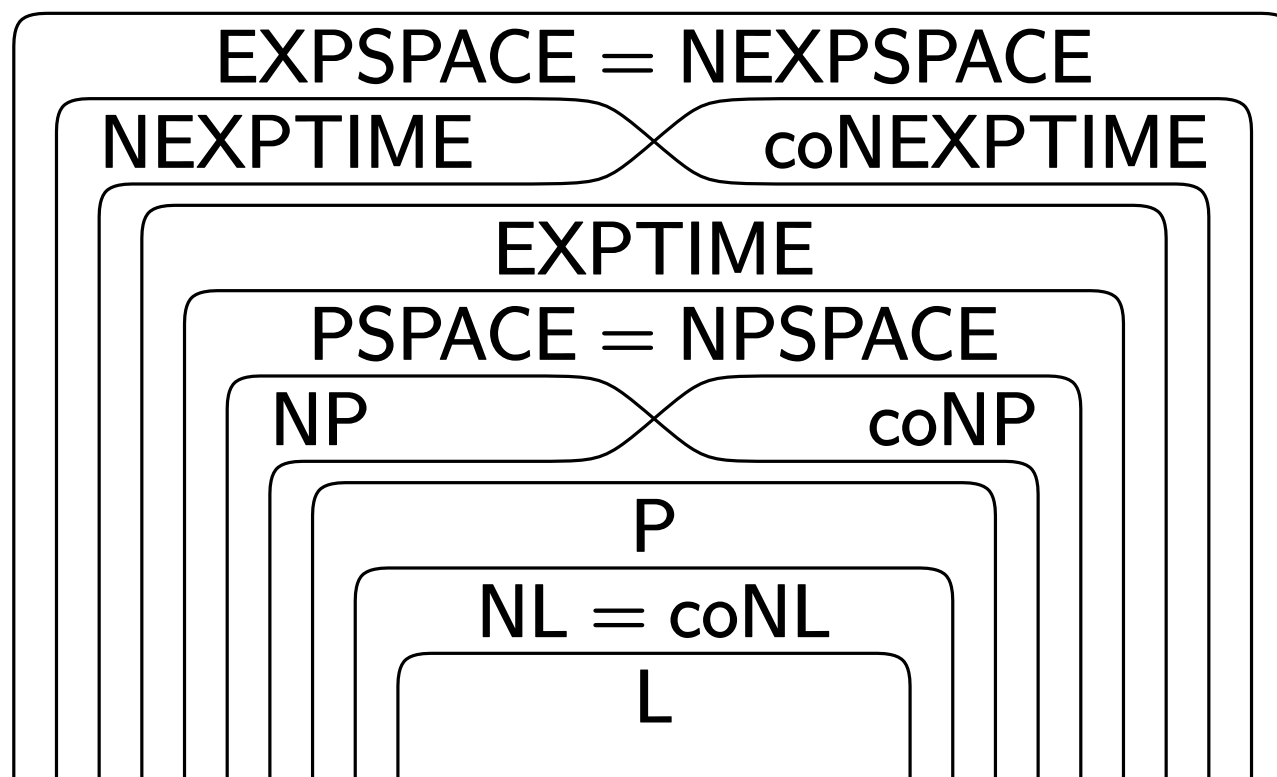 EXPSPACE = NEXPSPACE
NEXPTIME coNEXPTIME
EXPTIME
PSPACE = NPSPACE
NP coNP
P
NL = coNL
L